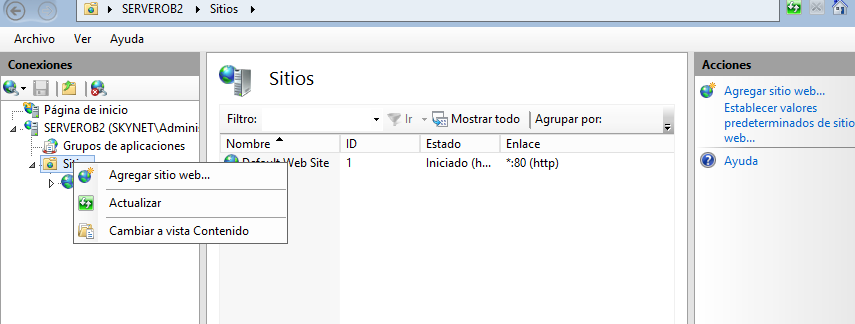 SERVEROB2 Sitios
Archivo Ver Ayuda
Conexiones
Página de inicio
SERVEROB2 (SKYNET\Adminis
Grupos de aplicaciones
Agregar sitio web...
Actualizar
Cambiar a vista Contenido
Sitios
Filtro: Ir Mostrar todo Agrupar por:
Nombre ID Estado Enlace
Default Web Site 1 Iniciado (h... *:80 (http)
Acciones
Agregar sitio web...
Establecer valores
predeterminados de sitio
web...
Ayuda